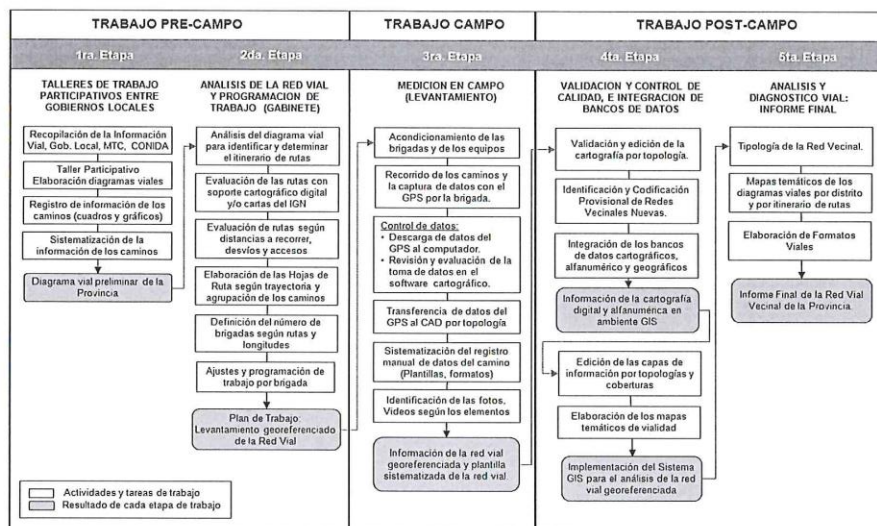 TRABAJO PRE-CAMPO
TRABAJO CAMPO
TRABAJO POST-CAMPO
1ra. Etapa
2da. Etapa
3ra. Etapa
4ta. Etapa
5ta. Etapa
TALLERES DE TRABAJO
PARTICIPATIVOS ENTRE
GOBIERNOS LOCALES
Recopilación de la Información
Vial, Gob. Local, MTC, CONIDA
Taller Participativo
Elaboración diagramas viales
Registro de información de los
caminos (cuadros y gráficos)
Sistematización de la
información de los caminos
Diagrama vial preliminar de la
Provincia
ANALISIS DE LA RED VIAL
Y PROGRAMACION DE
TRABAJO (GABINETE)
Análisis del diagrama vial
para identificar y determinar
el itinerario de rutas
Evaluación de las rutas con
soporte cartográfico digital
y/o cartas del IGN
Evaluación de rutas según
distancias a recorrer,
desvíos y accesos
Elaboración de las Hojas de
Ruta según trayectoria y
agrupación de los caminos
Definición del número de
brigadas según rutas y
longitudes
Ajustes y programación de
trabajo por brigada
Plan de Trabajo:
Levantamiento georeferenciado
de la Red Vial
MEDICION EN CAMPO
(LEVANTAMIENTO)
Acondicionamiento de las
brigadas y de los equipos
Recorrido de los caminos y
la captura de datos con el
GPS por la brigada.
Control de datos:
• Descarga de datos del
GPS al computador.
• Revisión y evaluación de la
toma de datos en el
software cartográfico.
Transferencia de datos del
GPS al CAD por topología
Sistematización del registro
manual de datos del camino
(Plantillas, formatos)
Identificación de las fotos.
Videos según los elementos
Información de la red vial
georeferenciada y plantilla
sistematizada de la red vial.
VALIDACION Y CONTROL DE
CALIDAD, E INTEGRACION DE
BANCOS DE DATOS
Validación y edición de la
cartografía por topología.
Identificación y Codificación
Provisional de Redes
Vecinales Nuevas.
Integración de los bancos
de datos cartográficos,
alfanumérico y geográficos
Información de la cartografía
digital y alfanumérica en
ambiente GIS
Edición de las capas de
información por topologías y
coberturas
Elaboración de los mapas
temáticos de vialidad
Implementación del Sistema
GIS para el análisis de la red
vial georeferenciada
ANALISIS Y
DIAGNOSTICO VIAL:
INFORME FINAL
Tipología de la Red Vecinal.
Mapas temáticos de los
diagramas viales por distrito
y por itinerario de rutas
Elaboración de Formatos
Viales
Informe Final de la Red Vial
Vecinal de la Provincia.
Actividades y tareas de trabajo
Resultado de cada etapa de trabajo